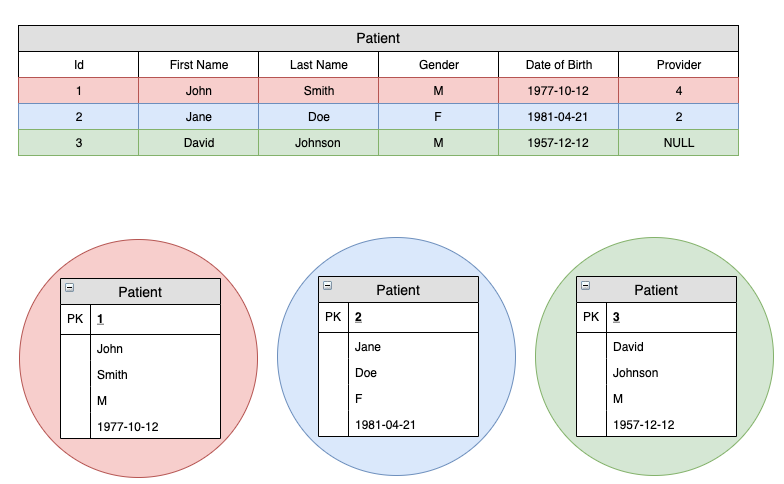 Patient
Id First Name Last Name Gender Date of Birth Provider
1 John Smith M 1977-10-12 4
2 Jane Doe F 1981-04-21 2
3 David Johnson M 1957-12-12 NULL
Patient
PK 1
John
Smith
M
1977-10-12
Patient
PK 2
Jane
Doe
F
1981-04-21
Patient
PK 3
David
Johnson
M
1957-12-12